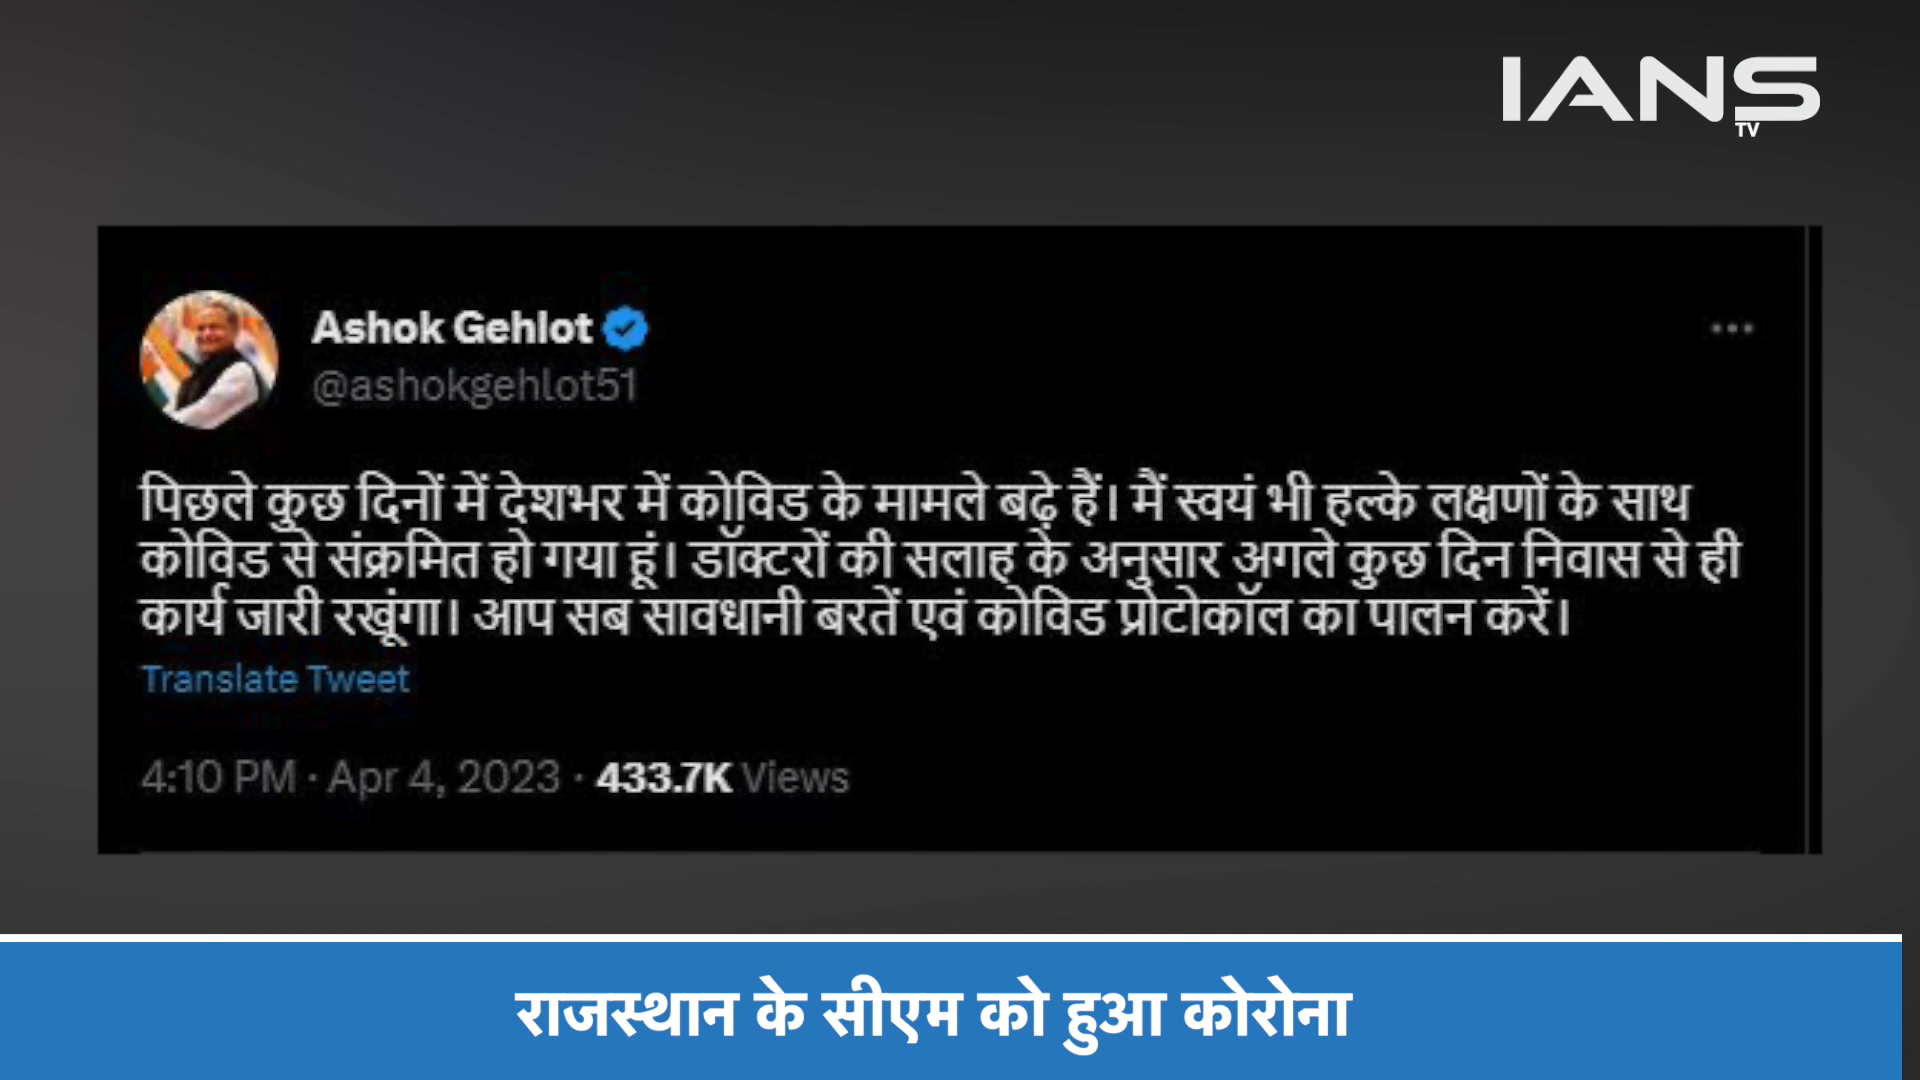 IANS
TV
Ashok Gehlot
@ashokgehlot51
पिछले कुछ दिनों में देशभर में कोविड के मामले बढ़े हैं। मैं स्वयं भी हल्के लक्षणों के साथ
कोविड से संक्रमित हो गया हूं। डॉक्टरों की सलाह के अनुसार अगले कुछ दिन निवास से ही
कार्य जारी रखूंगा। आप सब सावधानी बरतें एवं कोविड प्रोटोकॉल का पालन करें।
Translate Tweet
4:10 PM · Apr 4, 2023 · 433.7K Views
राजस्थान के सीएम को हुआ कोरोना